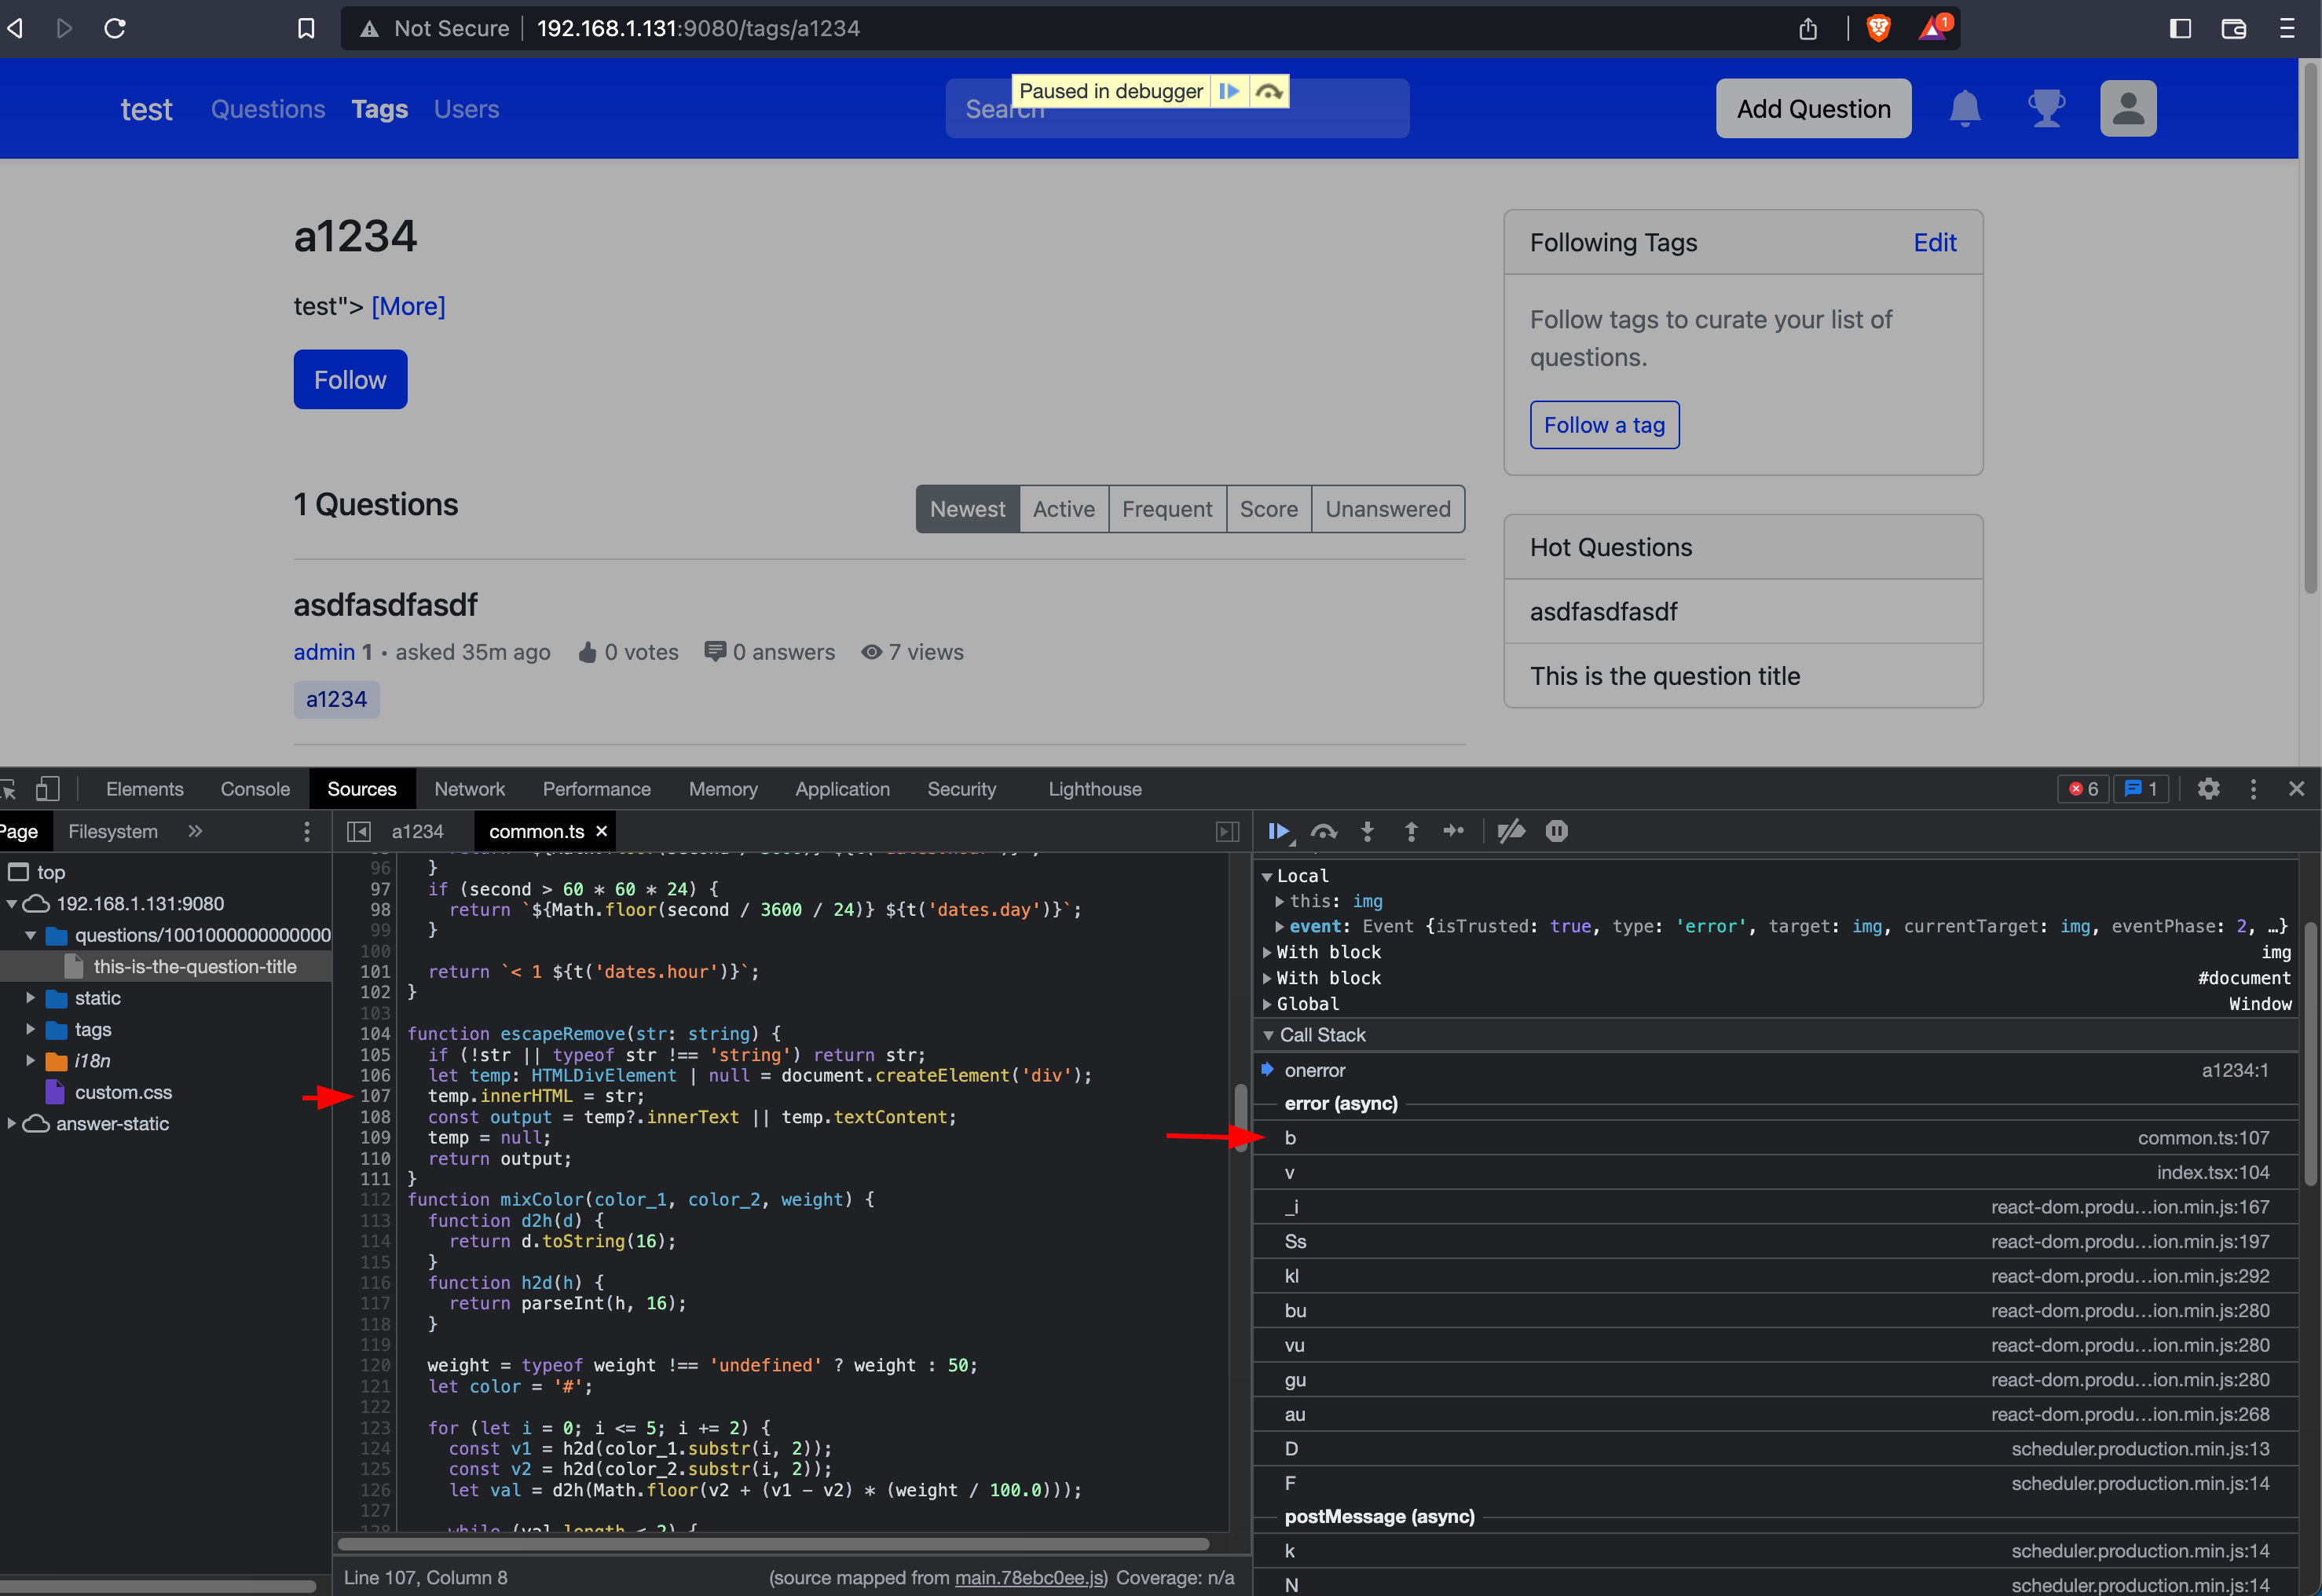 Not Secure 192.168.1.131:9080/tags/a1234 1
Paused in debugger
test Questions Tags Users Search Add Question
a1234
test"> [More]
Follow
1 Questions
Newest Active Frequent Score Unanswered
asdfasdfasdf
admin 1 • asked 35m ago 0 votes 0 answers 7 views
a1234
Following Tags Edit
Follow tags to curate your list of
questions.
Follow a tag
Hot Questions
asdfasdfasdf
This is the question title
Elements Console Sources Network Performance Memory Application Security Lighthouse 6 1
Page Filesystem »
top
192.168.1.131:9080
questions/1001000000000000
this-is-the-question-title
static
tags
i18n
custom.css
answer-static
a1234 common.ts ×
96 }
97 if (second > 60 * 60 * 24) {
98 return `${Math.floor(second / 3600 / 24)} ${t('dates.day')}`;
99 }
100
101 return `< 1 ${t('dates.hour')}`;
102 }
103
104 function escapeRemove(str: string) {
105 if (!str || typeof str !== 'string') return str;
106 let temp: HTMLDivElement | null = document.createElement('div');
107 temp.innerHTML = str;
108 const output = temp?.innerText || temp.textContent;
109 temp = null;
110 return output;
111 }
112 function mixColor(color_1, color_2, weight) {
113 function d2h(d) {
114 return d.toString(16);
115 }
116 function h2d(h) {
117 return parseInt(h, 16);
118 }
119
120 weight = typeof weight !== 'undefined' ? weight : 50;
121 let color = '#';
122
123 for (let i = 0; i <= 5; i += 2) {
124 const v1 = h2d(color_1.substr(i, 2));
125 const v2 = h2d(color_2.substr(i, 2));
126 let val = d2h(Math.floor(v2 + (v1 − v2) * (weight / 100.0)));
127
128 while (val.length < 2) {
Line 107, Column 8 (source mapped from main.78ebc0ee.js) Coverage: n/a
Local
this: img
event: Event {isTrusted: true, type: 'error', target: img, currentTarget: img, eventPhase: 2, …}
With block img
With block #document
Global Window
Call Stack
onerror a1234:1
error (async)
b common.ts:107
v index.tsx:104
_i react-dom.produ…ion.min.js:167
Ss react-dom.produ…ion.min.js:197
kl react-dom.produ…ion.min.js:292
bu react-dom.produ…ion.min.js:280
vu react-dom.produ…ion.min.js:280
gu react-dom.produ…ion.min.js:280
au react-dom.produ…ion.min.js:268
D scheduler.production.min.js:13
F scheduler.production.min.js:14
postMessage (async)
k scheduler.production.min.js:14
N scheduler.production.min.js:14